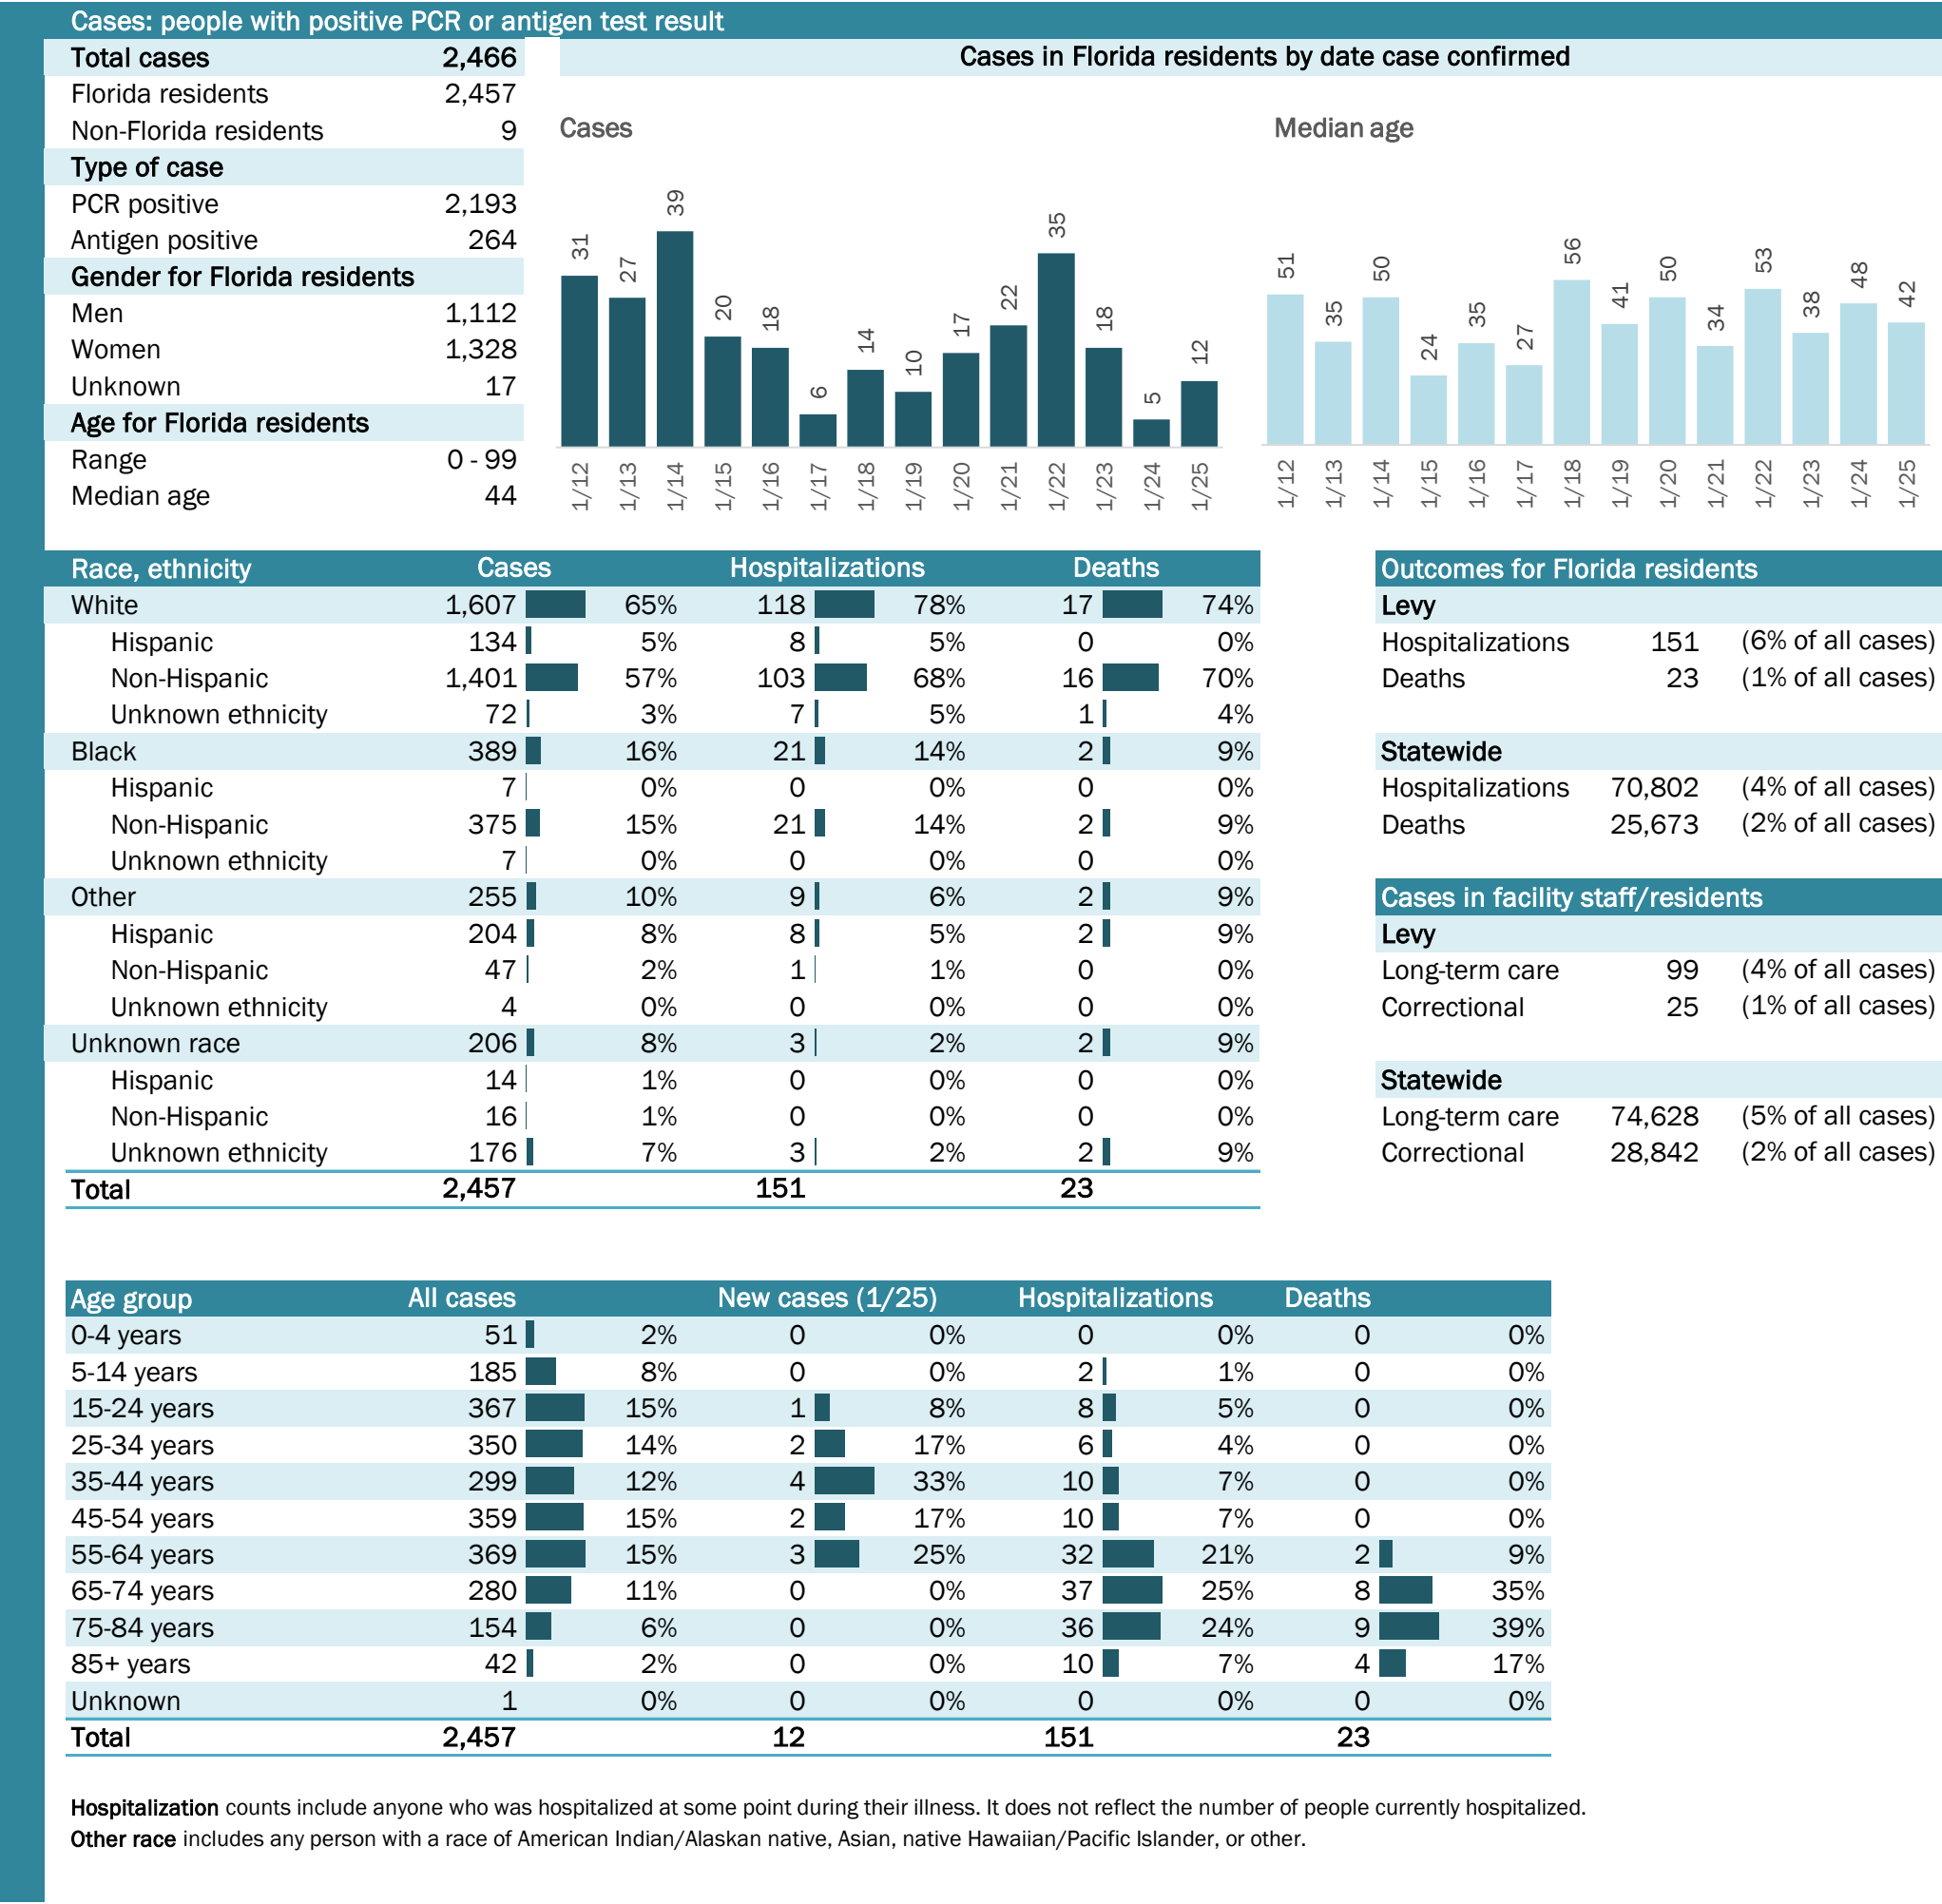 Cases: people with positive PCR or antigen test result
Total cases 2,466
Florida residents 2,457
Non-Florida residents 9
Type of case
PCR positive 2,193
Antigen positive 264
Gender for Florida residents
Men 1,112
Women 1,328
Unknown 17
Age for Florida residents
Range 0 - 99
Median age 44
Cases in Florida residents by date case confirmed
Cases
31 27 39 20 18 6 14 10 17 22 35 18 5 12
1/12 1/13 1/14 1/15 1/16 1/17 1/18 1/19 1/20 1/21 1/22 1/23 1/24 1/25
Median age
51 35 50 24 35 27 56 41 50 34 53 38 48 42
1/12 1/13 1/14 1/15 1/16 1/17 1/18 1/19 1/20 1/21 1/22 1/23 1/24 1/25
Race, ethnicity Cases Hospitalizations Deaths
White 1,607 65% 118 78% 17 74%
Hispanic 134 5% 8 5% 0 0%
Non-Hispanic 1,401 57% 103 68% 16 70%
Unknown ethnicity 72 3% 7 5% 1 4%
Black 389 16% 21 14% 2 9%
Hispanic 7 0% 0 0% 0 0%
Non-Hispanic 375 15% 21 14% 2 9%
Unknown ethnicity 7 0% 0 0% 0 0%
Other 255 10% 9 6% 2 9%
Hispanic 204 8% 8 5% 2 9%
Non-Hispanic 47 2% 1 1% 0 0%
Unknown ethnicity 4 0% 0 0% 0 0%
Unknown race 206 8% 3 2% 2 9%
Hispanic 14 1% 0 0% 0 0%
Non-Hispanic 16 1% 0 0% 0 0%
Unknown ethnicity 176 7% 3 2% 2 9%
Total 2,457 151 23
Outcomes for Florida residents
Levy
Hospitalizations 151 (6% of all cases)
Deaths 23 (1% of all cases)
Statewide
Hospitalizations 70,802 (4% of all cases)
Deaths 25,673 (2% of all cases)
Cases in facility staff/residents
Levy
Long-term care 99 (4% of all cases)
Correctional 25 (1% of all cases)
Statewide
Long-term care 74,628 (5% of all cases)
Correctional 28,842 (2% of all cases)
Age group All cases New cases (1/25) Hospitalizations Deaths
0-4 years 51 2% 0 0% 0 0% 0 0%
5-14 years 185 8% 0 0% 2 1% 0 0%
15-24 years 367 15% 1 8% 8 5% 0 0%
25-34 years 350 14% 2 17% 6 4% 0 0%
35-44 years 299 12% 4 33% 10 7% 0 0%
45-54 years 359 15% 2 17% 10 7% 0 0%
55-64 years 369 15% 3 25% 32 21% 2 9%
65-74 years 280 11% 0 0% 37 25% 8 35%
75-84 years 154 6% 0 0% 36 24% 9 39%
85+ years 42 2% 0 0% 10 7% 4 17%
Unknown 1 0% 0 0% 0 0% 0 0%
Total 2,457 12 151 23
Hospitalization counts include anyone who was hospitalized at some point during their illness. It does not reflect the number of people currently hospitalized.
Other race includes any person with a race of American Indian/Alaskan native, Asian, native Hawaiian/Pacific Islander, or other.